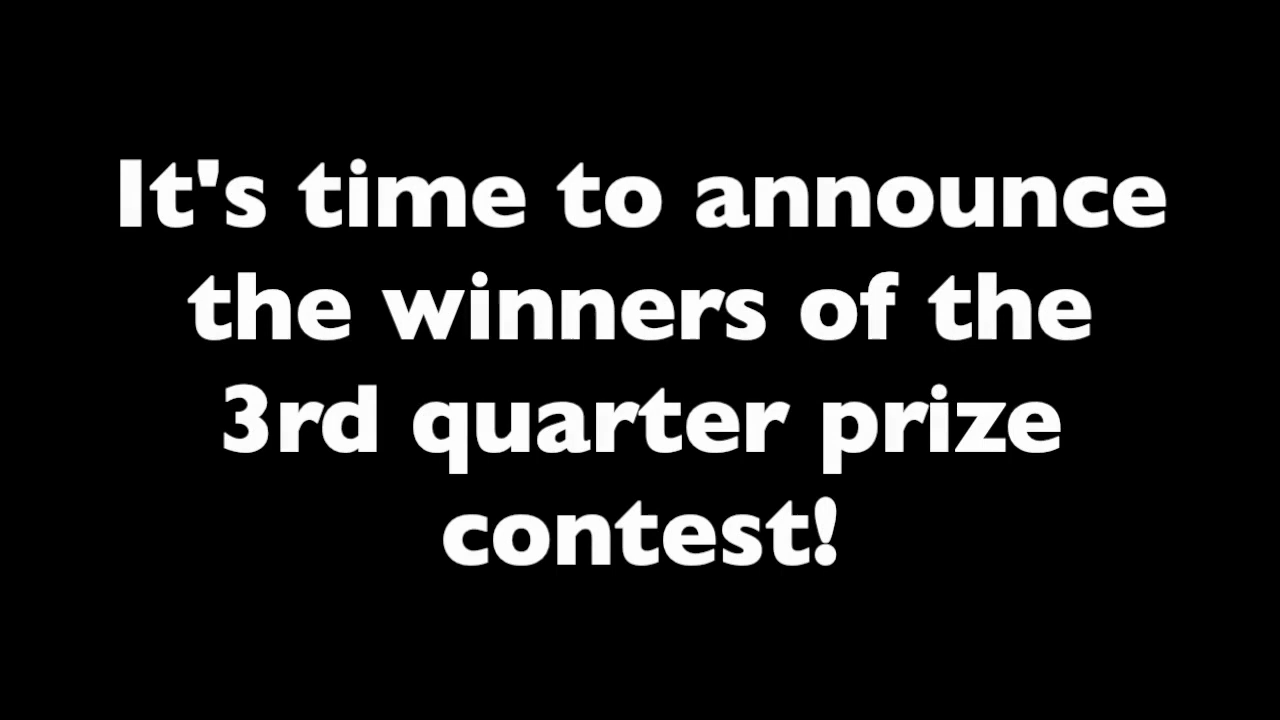 It's time to announce
the winners of the
3rd quarter prize
contest!